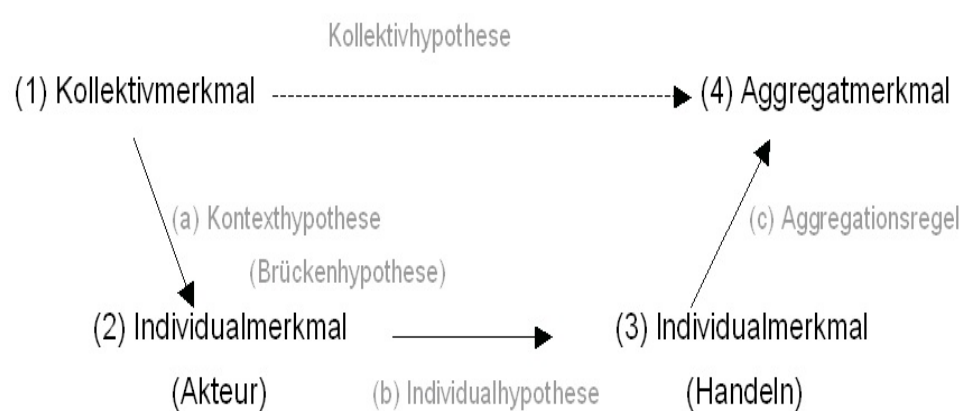 Kollektivhypothese
(1) Kollektivmerkmal
(4) Aggregatmerkmal
(a) Kontexthypothese
(c) Aggregationsregel
(Brückenhypothese)
(2) Individualmerkmal
(3) Individualmerkmal
(Akteur)
(b) Individualhypothese
(Handeln)